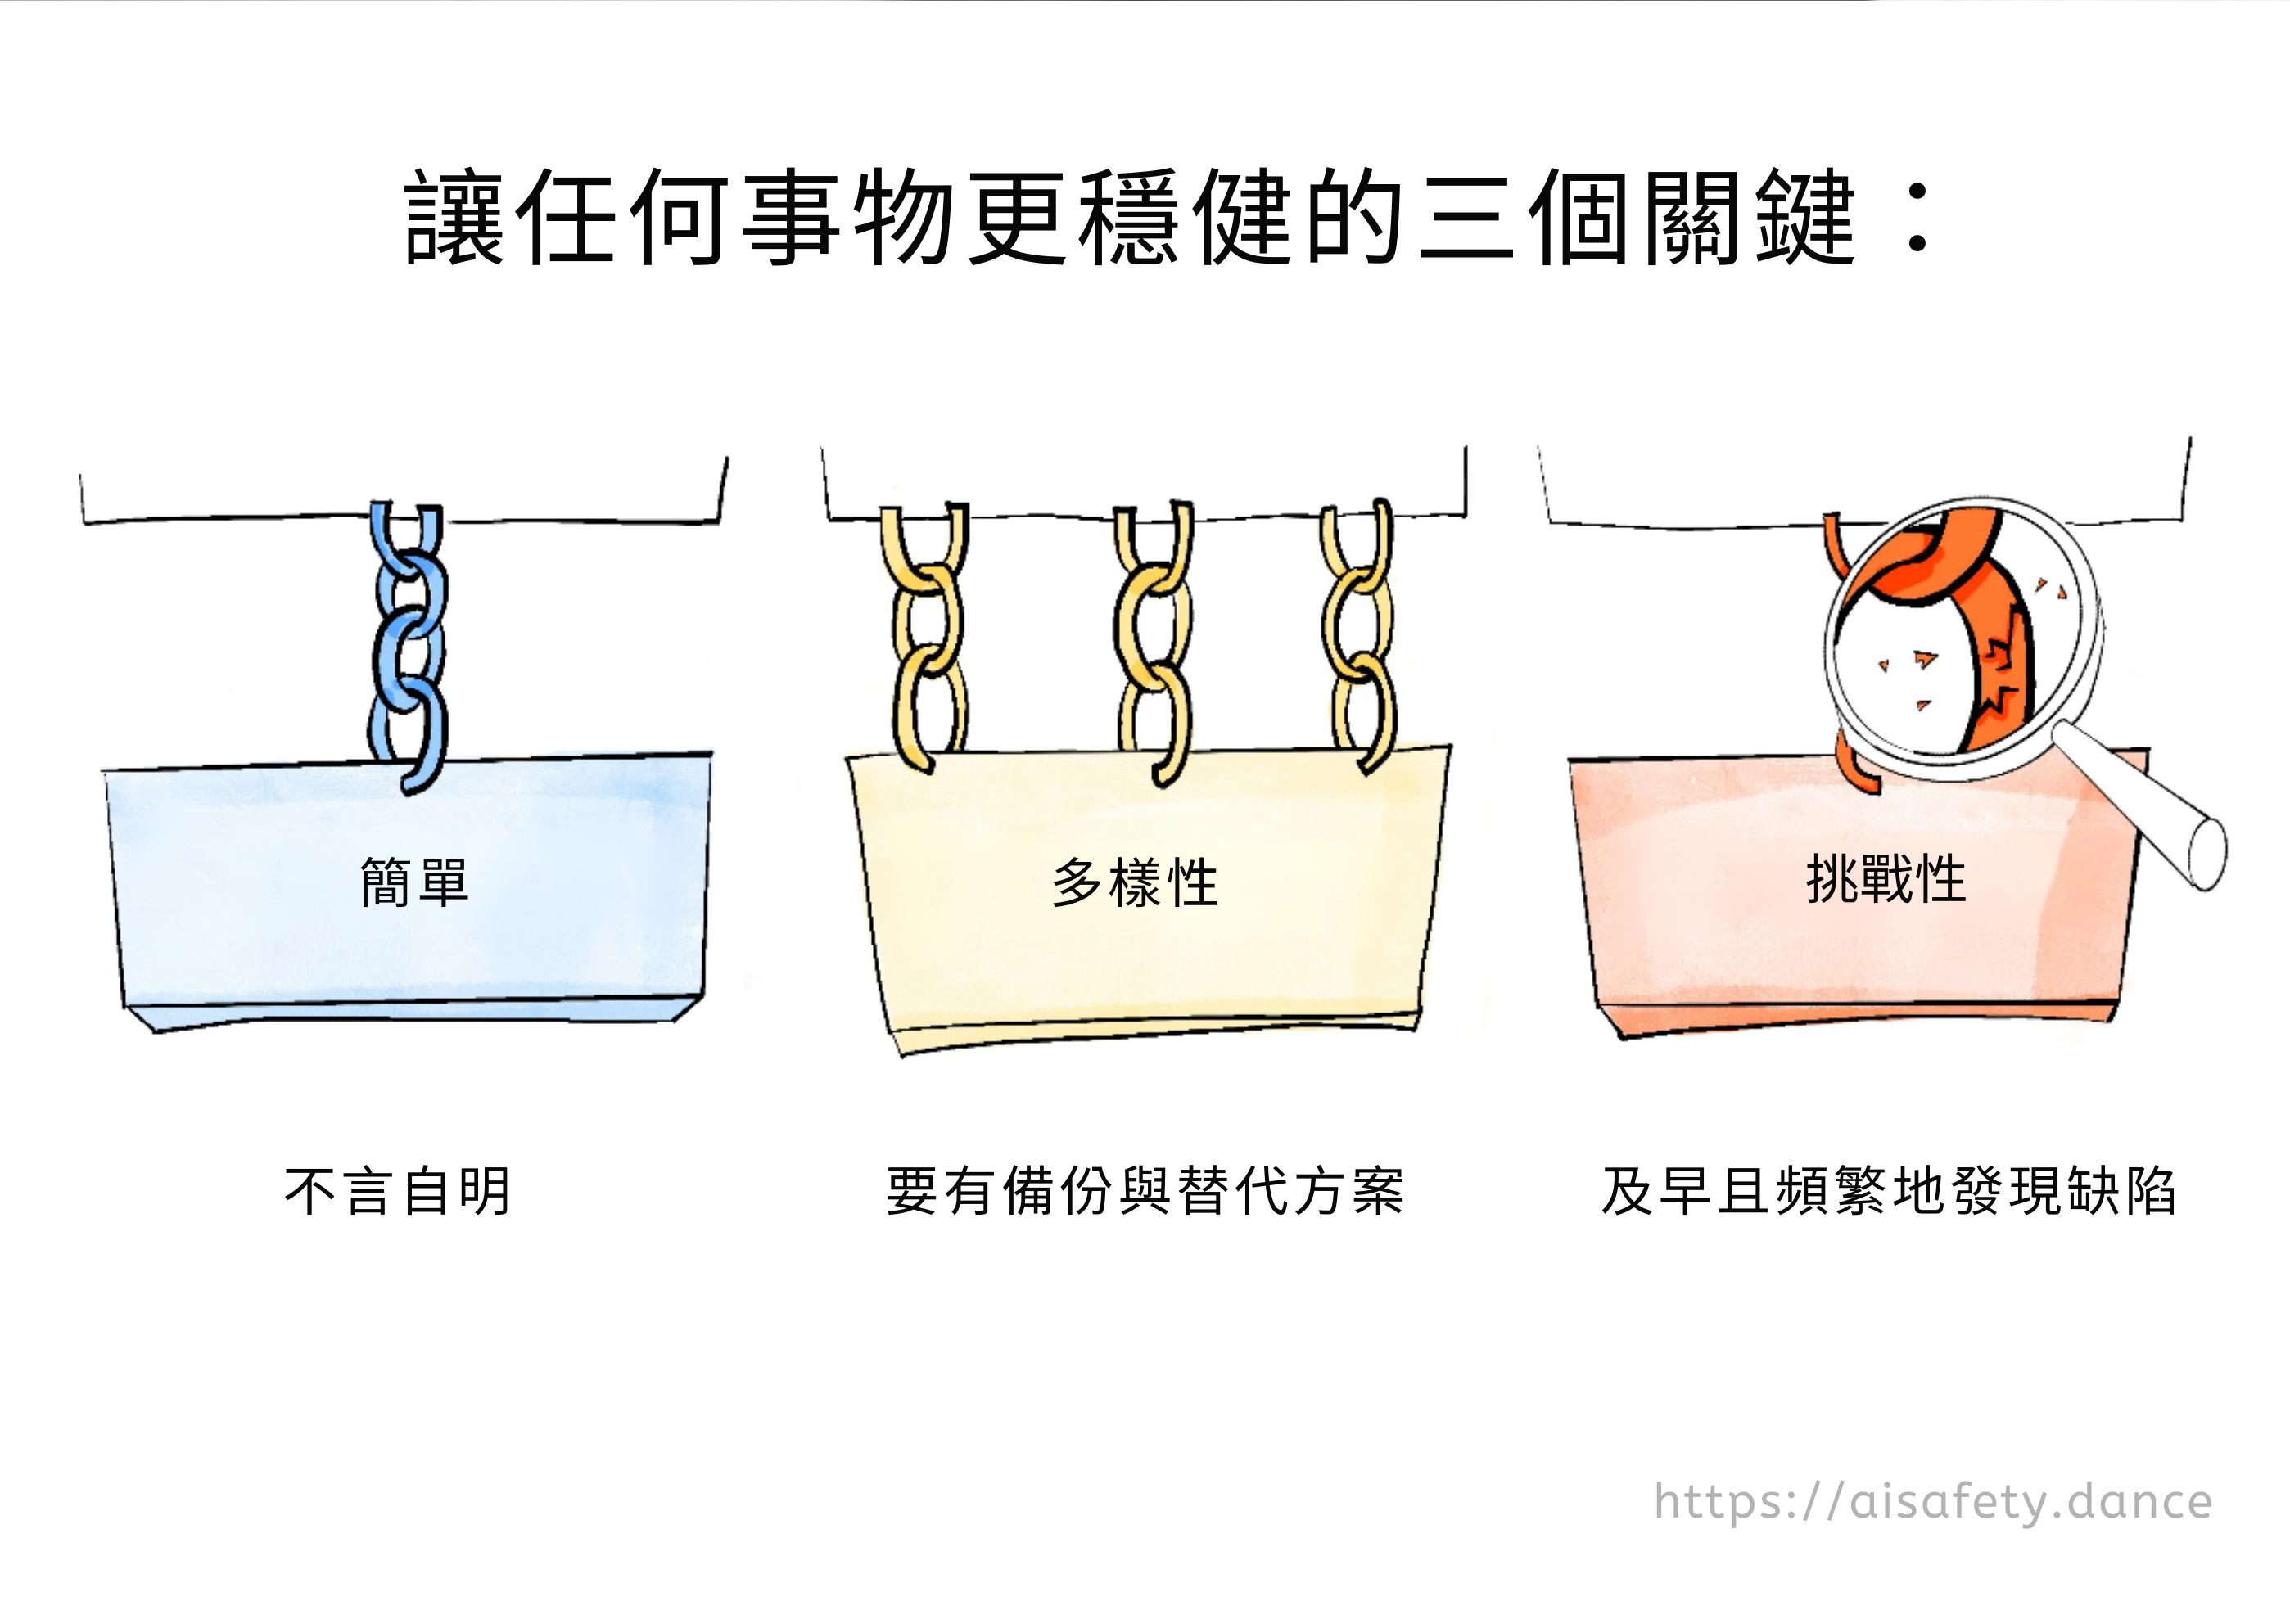 讓任何事物更穩健的三個關鍵：
簡單
多樣性
挑戰性
不言自明
要有備份與替代方案
及早且頻繁地發現缺陷
https://aisafety.dance